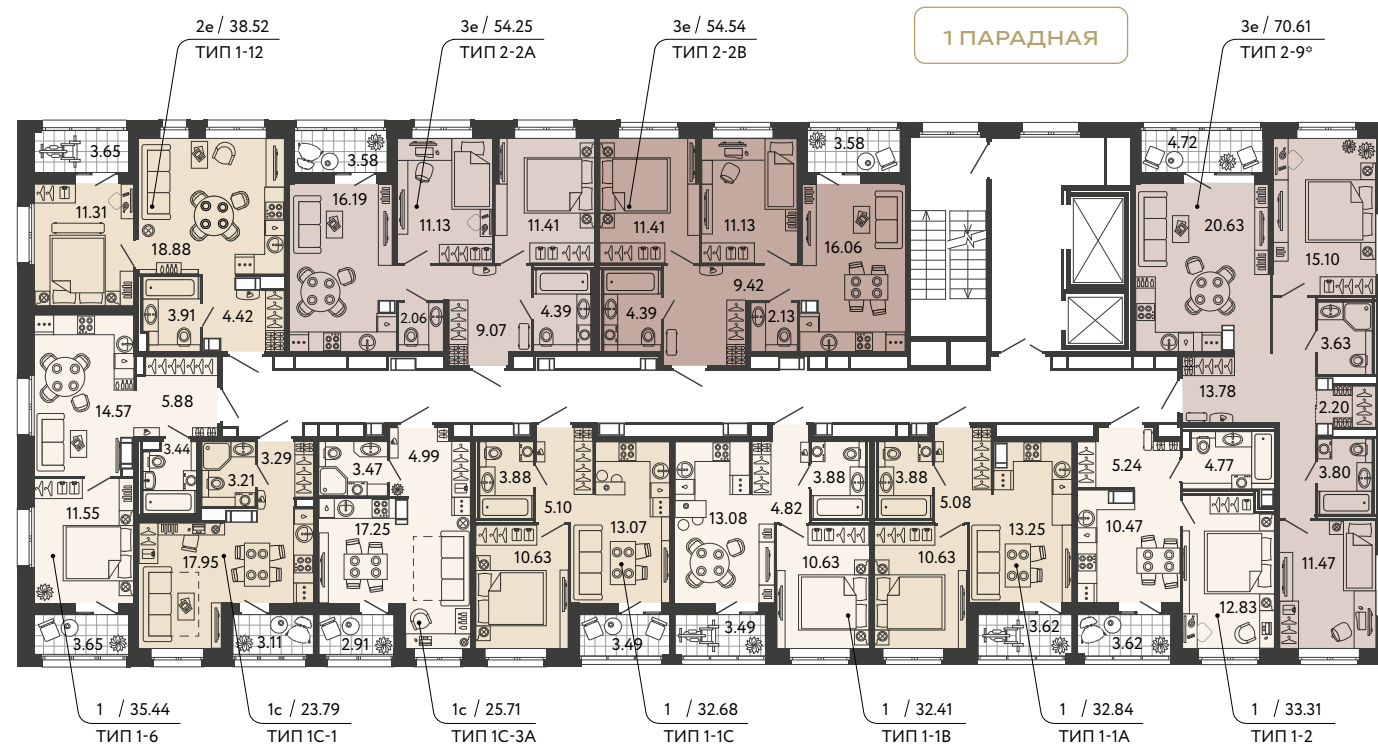 2е / 38.52
ТИП 1-12
3е / 54.25
ТИП 2-2А
3е / 54.54
ТИП 2-2В
1 ПАРАДНАЯ
3е / 70.61
ТИП 2-9*
3.65
3.58
3.58
4.72
11.31
18.88
16.19
11.13
11.41
11.41
11.13
16.06
20.63
15.10
3.91
4.42
2.06
9.07
4.39
4.39
9.42
2.13
3.63
14.57
5.88
13.78
2.20
3.44
3.21
3.29
3.47
4.99
3.88
5.10
13.07
13.08
4.82
3.88
3.88
5.08
13.25
5.24
4.77
3.80
11.55
17.95
17.25
10.63
10.63
10.63
10.47
12.83
11.47
3.65
3.11
2.91
3.49
3.49
3.62
3.62
1 / 35.44
ТИП 1-6
1с / 23.79
ТИП 1С-1
1с / 25.71
ТИП 1С-3А
1 / 32.68
ТИП 1-1С
1 / 32.41
ТИП 1-1В
1 / 32.84
ТИП 1-1А
1 / 33.31
ТИП 1-2